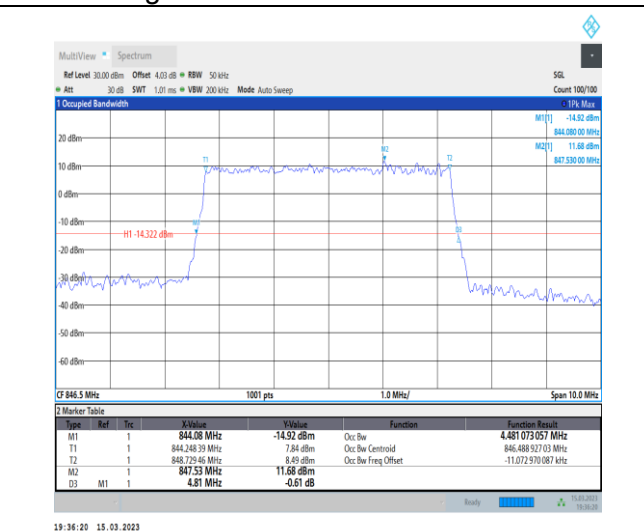 MultiView Spectrum
Ref Level 30.00 dBm Offset 4.03 dB RBW 50 kHz SGL
Att 30 dB SWT 1.01 ms VBW 200 kHz Mode Auto Sweep Count 100/100
1 Occupied Bandwidth 1Pk Max
M1[1] -14.92 dBm
844.080 00 MHz
M2[1] 11.68 dBm
847.530 00 MHz
20 dBm
M2
T1 T2
10 dBm
0 dBm
-10 dBm
M1
D3
H1 -14.322 dBm
-20 dBm
-30 dBm
-40 dBm
-50 dBm
-60 dBm
CF 846.5 MHz 1001 pts 1.0 MHz/ Span 10.0 MHz
2 Marker Table
Type Ref Trc X-Value Y-Value Function Function Result
M1 1 844.08 MHz -14.92 dBm Occ Bw 4.481 073 057 MHz
T1 1 844.248 39 MHz 7.84 dBm Occ Bw Centroid 846.488 927 03 MHz
T2 1 848.729 46 MHz 8.49 dBm Occ Bw Freq Offset -11.072 970 087 kHz
M2 1 847.53 MHz 11.68 dBm
D3 M1 1 4.81 MHz -0.61 dB
Ready 15.03.2023
19:36:20
19:36:20 15.03.2023